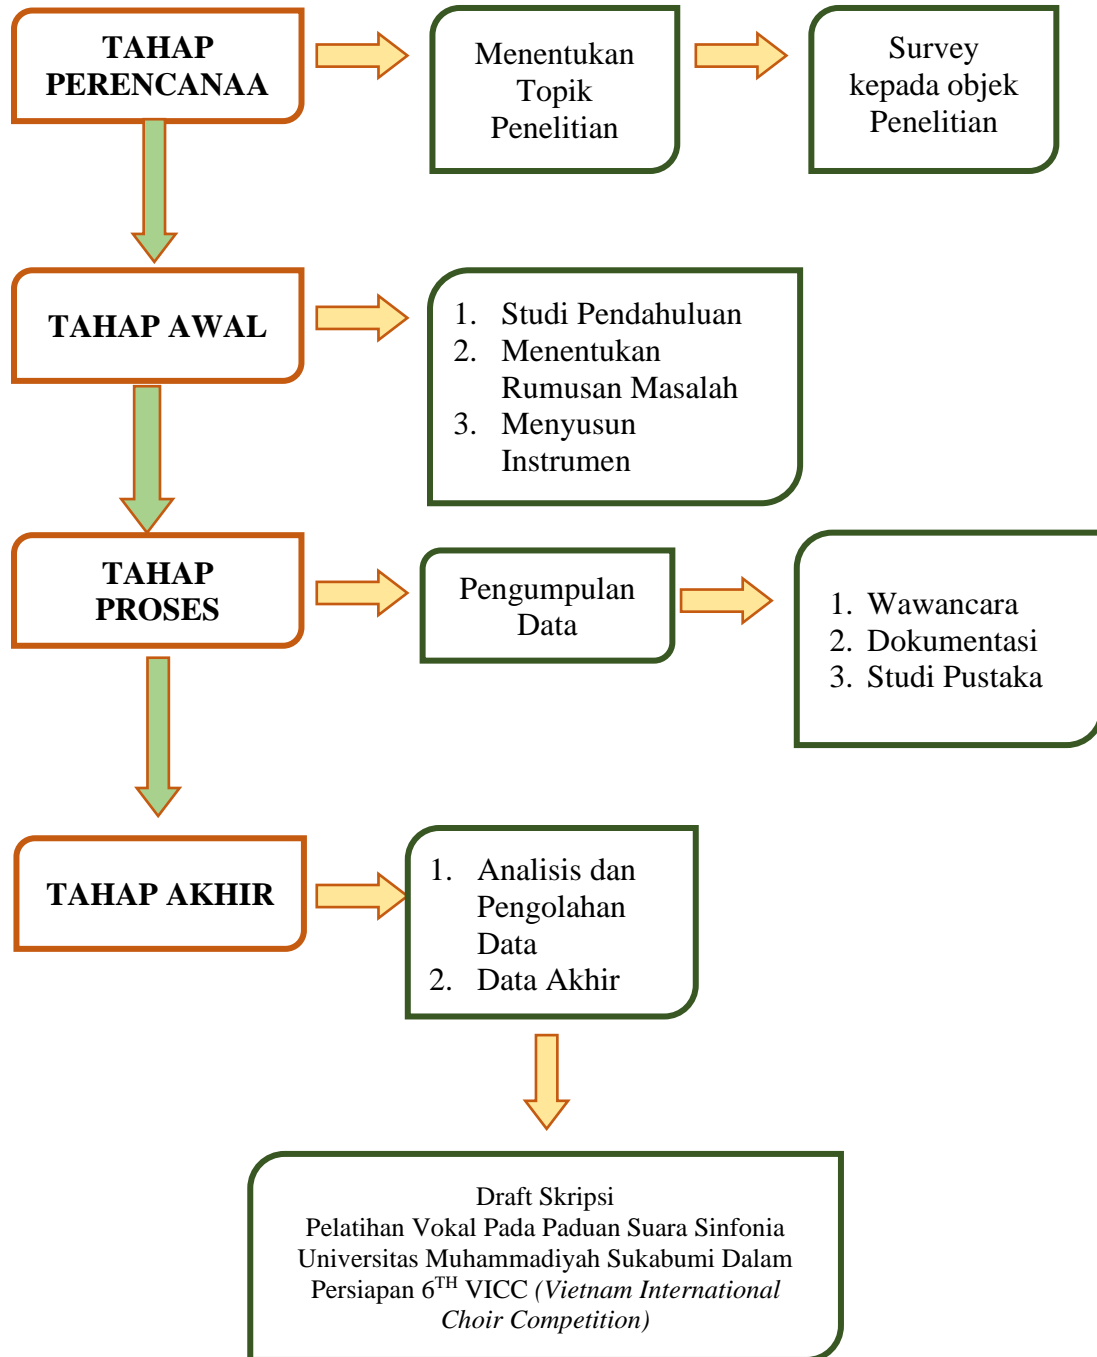 TAHAP
PERENCANAA
Menentukan
Topik
Penelitian
Survey
kepada objek
Penelitian
TAHAP AWAL
1. Studi Pendahuluan
2. Menentukan
Rumusan Masalah
3. Menyusun
Instrumen
TAHAP
PROSES
Pengumpulan
Data
1. Wawancara
2. Dokumentasi
3. Studi Pustaka
TAHAP AKHIR
1. Analisis dan
Pengolahan
Data
2. Data Akhir
Draft Skripsi
Pelatihan Vokal Pada Paduan Suara Sinfonia
Universitas Muhammadiyah Sukabumi Dalam
Persiapan 6TH VICC (Vietnam International
Choir Competition)